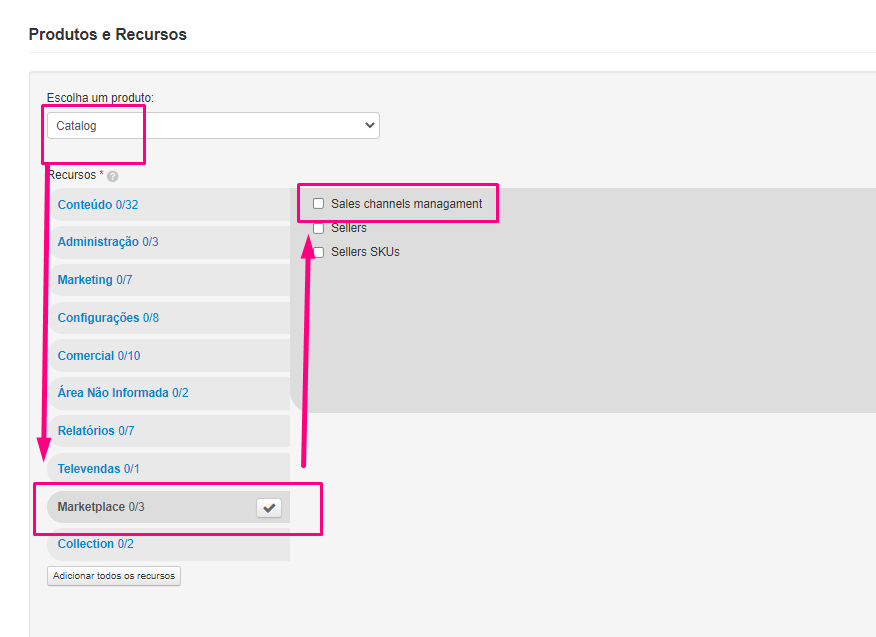 Produtos e Recursos
Escolha um produto:
Catalog
Recursos * ?
Conteúdo 0/32
Administração 0/3
Marketing 0/7
Configurações 0/8
Comercial 0/10
Área Não Informada 0/2
Relatórios 0/7
Televendas 0/1
Marketplace 0/3
Collection 0/2
Adicionar todos os recursos
Sales channels managament
Sellers
Sellers SKUs